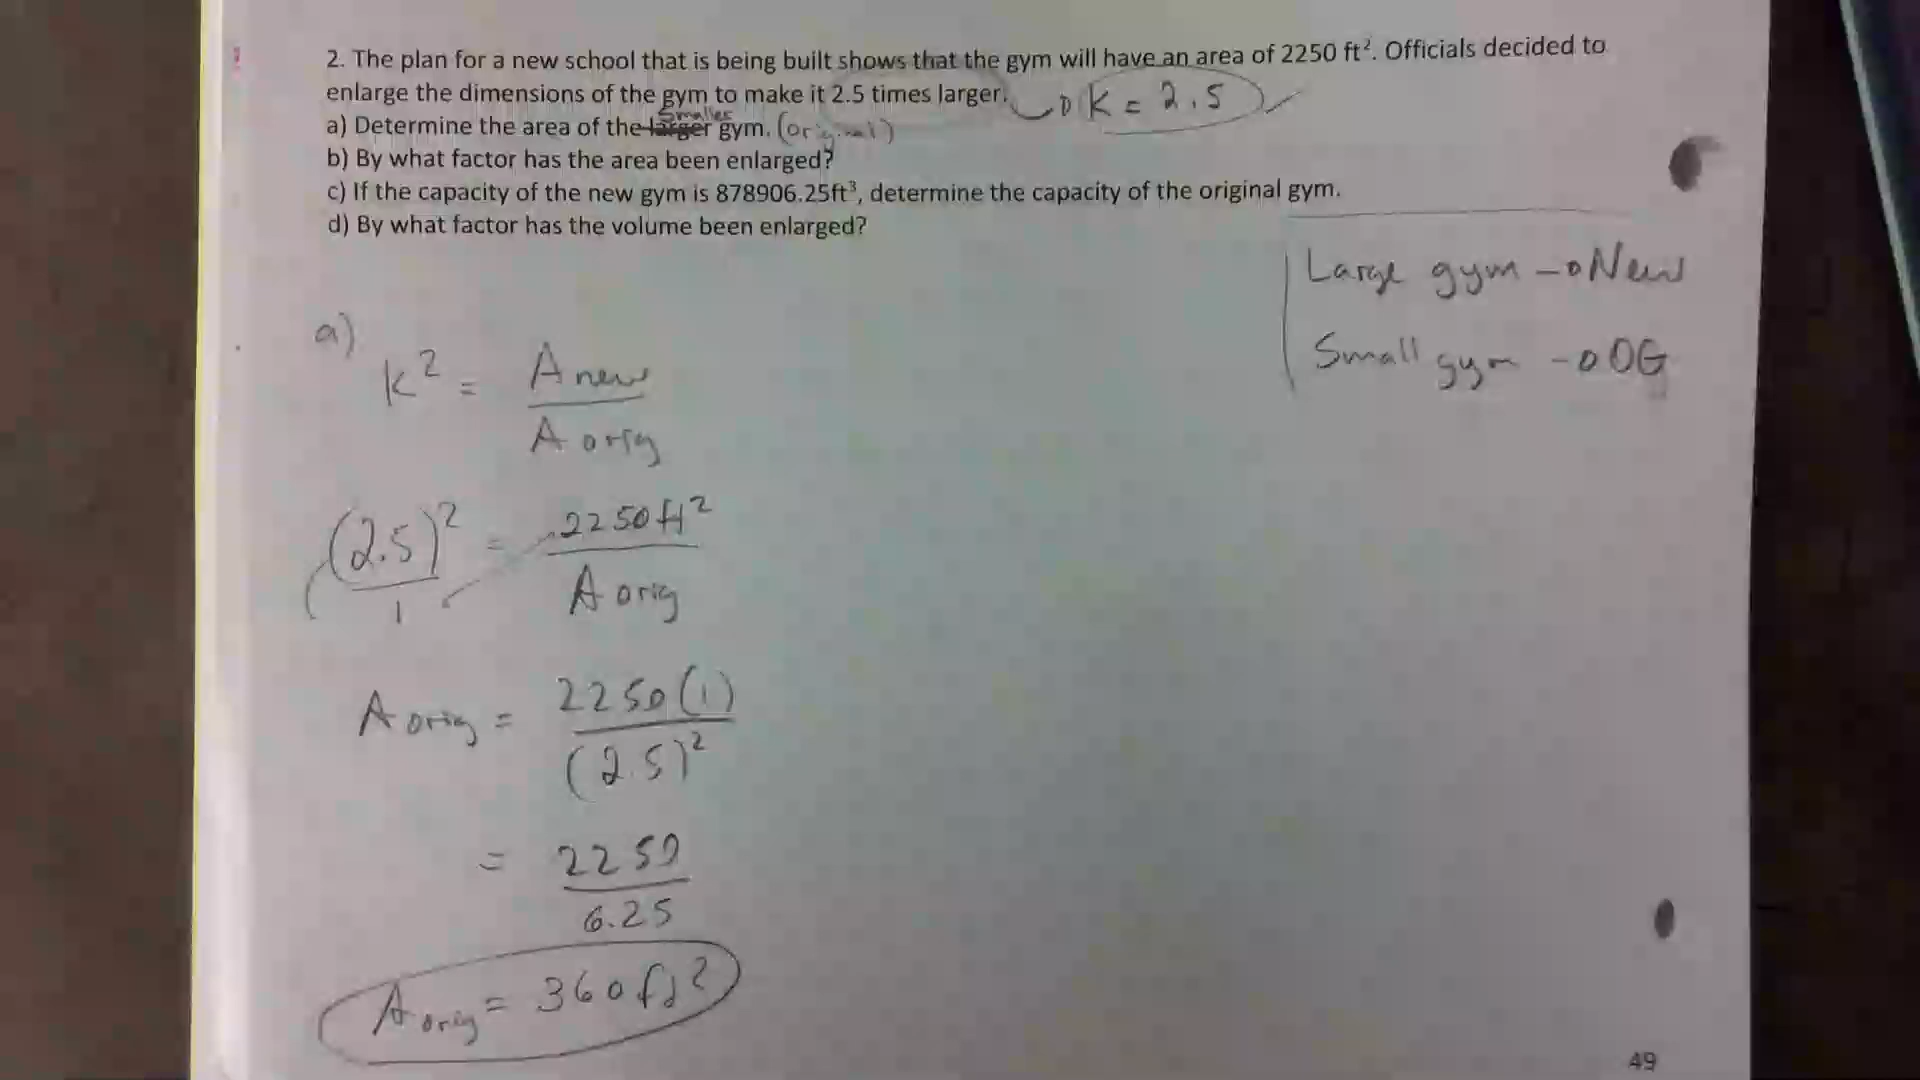 2. The plan for a new school that is being built shows that the gym will have an area of 2250 ft². Officials decided to
enlarge the dimensions of the gym to make it 2.5 times larger. → K = 2.5
smaller
a) Determine the area of the larger gym. (original)
b) By what factor has the area been enlarged?
c) If the capacity of the new gym is 878906.25ft³, determine the capacity of the original gym.
d) By what factor has the volume been enlarged?
Large gym → New
Small gym → OG
a)
k² = A new
A orig
(2.5)² = 2250 ft²
1 A orig
A orig = 2250(1)
(2.5)²
= 2250
6.25
A orig = 360 ft²
49